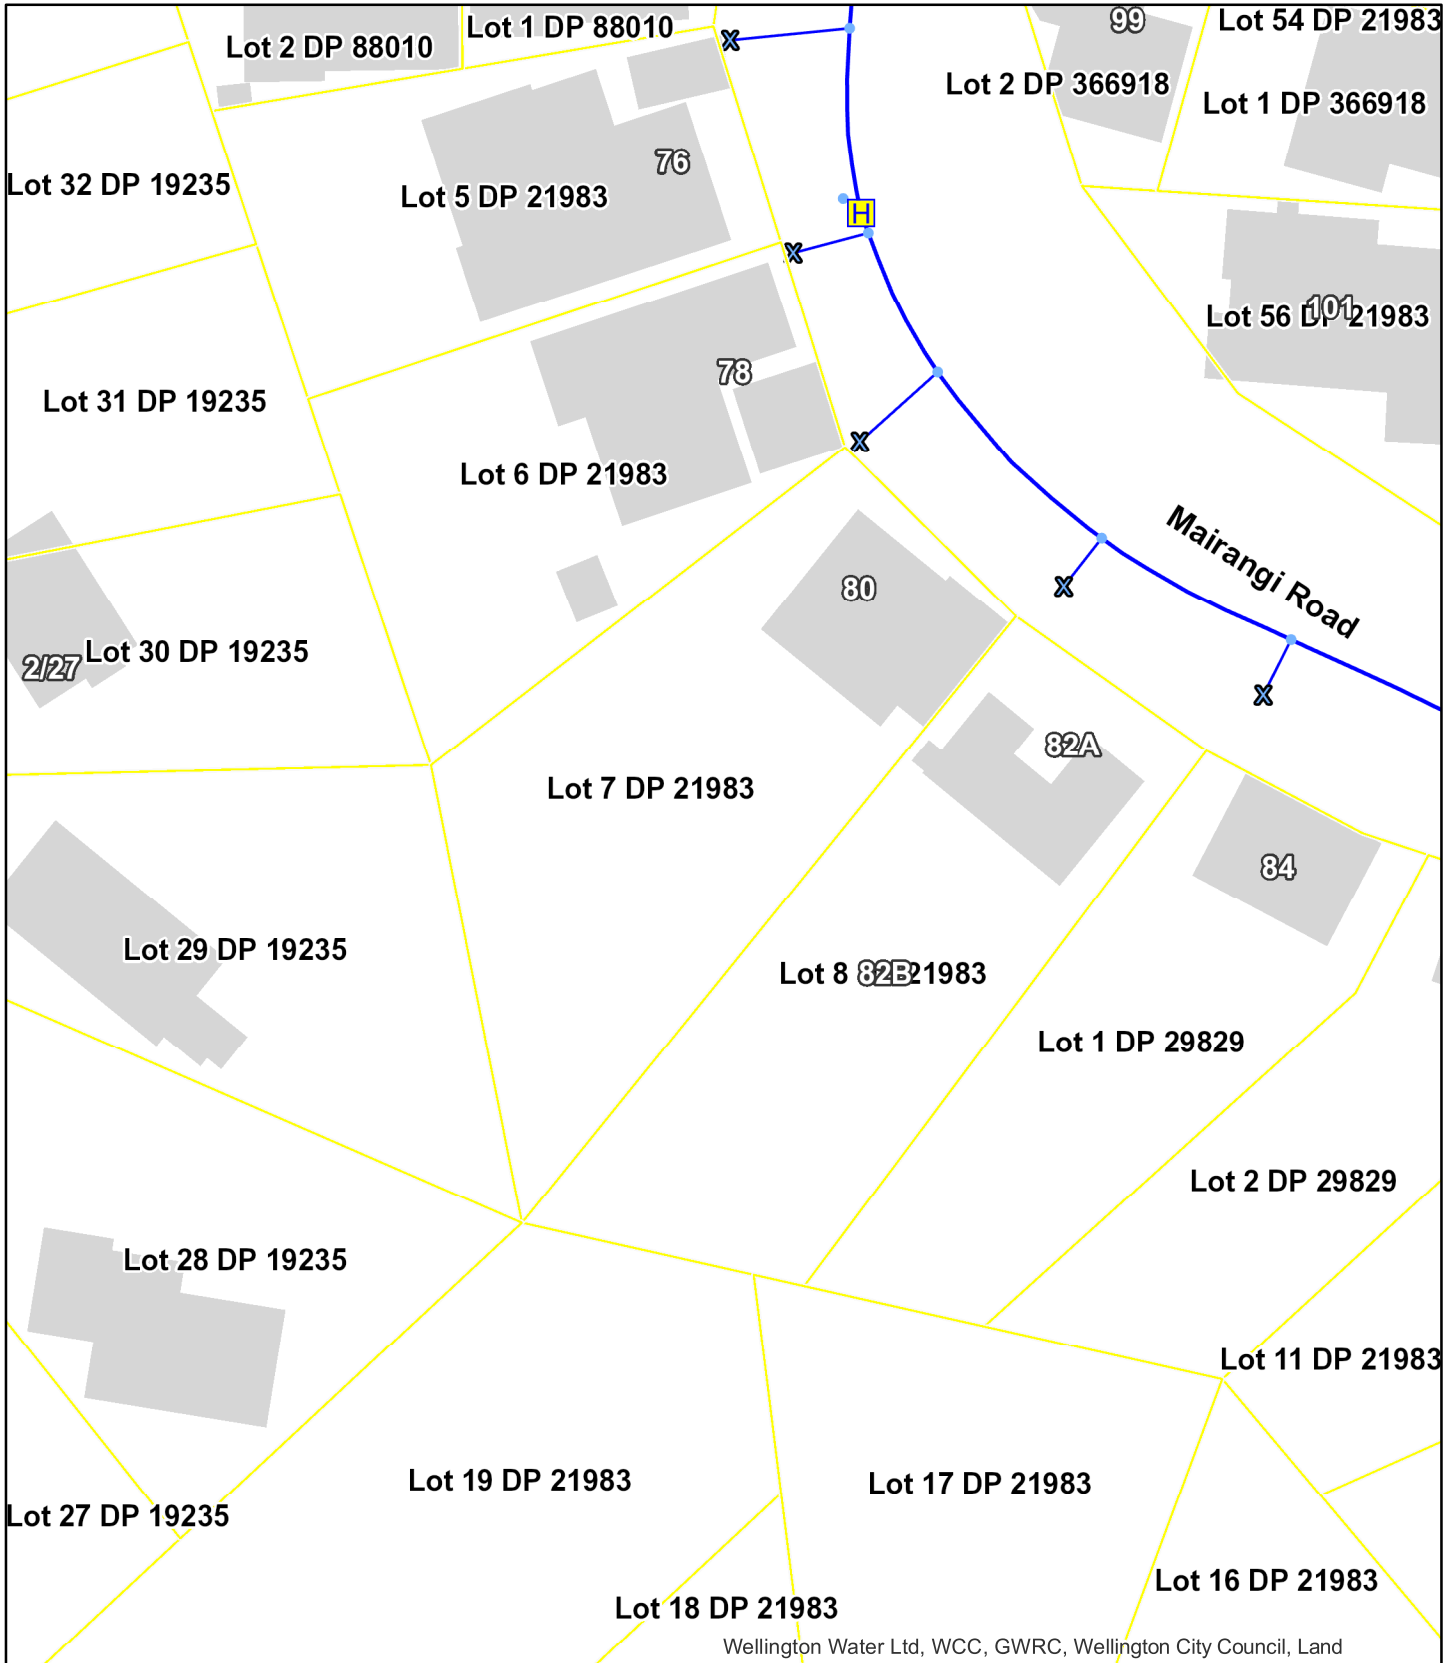 99
Lot 54 DP 21983
Lot 1 DP 88010
Lot 2 DP 88010
Lot 2 DP 366918
Lot 1 DP 366918
76
Lot 32 DP 19235
Lot 5 DP 21983
X
H
X
101
Lot 56 DP 21983
78
Lot 31 DP 19235
X
Lot 6 DP 21983
Mairangi Road
80
X
Lot 30 DP 19235
2/27
X
82A
Lot 7 DP 21983
84
Lot 29 DP 19235
Lot 8 82B 21983
Lot 1 DP 29829
Lot 2 DP 29829
Lot 28 DP 19235
Lot 11 DP 21983
Lot 19 DP 21983
Lot 17 DP 21983
Lot 27 DP 19235
Lot 16 DP 21983
Lot 18 DP 21983
Wellington Water Ltd, WCC, GWRC, Wellington City Council, Land